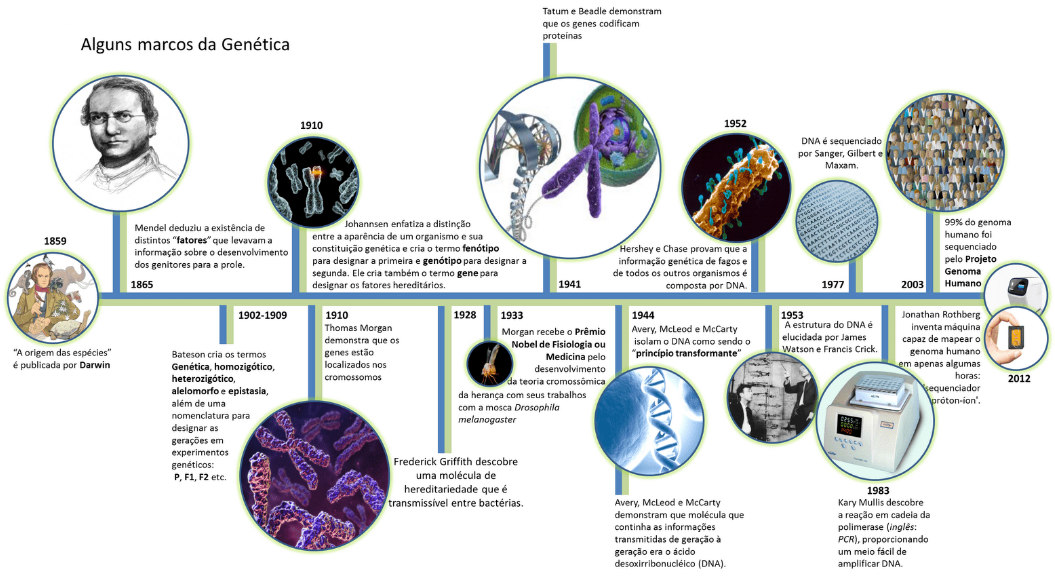 Alguns marcos da Genética
Tatum e Beadle demonstram
que os genes codificam
proteínas
1859
"A origem das espécies"
é publicada por Darwin
Mendel deduziu a existência de
distintos "fatores" que levavam a
informação sobre o desenvolvimento
dos genitores para a prole.
1865
1902-1909
Bateson cria os termos
Genética, homozigótico,
heterozigótico,
alelomorfo e epistasia,
além de uma
nomenclatura para
designar as
gerações em
experimentos
genéticos:
P, F1, F2 etc.
1910
Johannsen enfatiza a distinção
entre a aparência de um organismo e sua
constituição genética e cria o termo fenótipo
para designar a primeira e genótipo para designar a
segunda. Ele cria também o termo gene para
designar os fatores hereditários.
1910
Thomas Morgan
demonstra que os
genes estão
localizados nos
cromossomos
1928
Frederick Griffith descobre
uma molécula de
hereditariedade que é
transmissível entre bactérias.
1933
Morgan recebe o Prêmio
Nobel de Fisiologia ou
Medicina pelo
desenvolvimento
da teoria cromossômica
da herança com seus trabalhos
com a mosca Drosophila
melanogaster
1941
1944
Avery, McLeod e McCarty
isolam o DNA como sendo o
"princípio transformante"
Avery, McLeod e McCarty
demonstram que molécula que
continha as informações
transmitidas de geração à
geração era o ácido
desoxirribonucléico (DNA).
1952
Hershey e Chase provam que a
informação genética de fagos e
de todos os outros organismos é
composta por DNA.
1953
A estrutura do DNA é
elucidada por James
Watson e Francis Crick.
DNA é sequenciado
por Sanger, Gilbert e
Maxam.
1977
1983
Kary Mullis descobre
a reação em cadeia da
polimerase (inglês:
PCR), proporcionando
um meio fácil de
amplificar DNA.
99% do genoma
humano foi
sequenciado
pelo Projeto
Genoma
Humano
2003
Jonathan Rothberg
inventa máquina
capaz de mapear o
genoma humano
em apenas algumas
horas:
sequenciador
próton-íon'.
2012